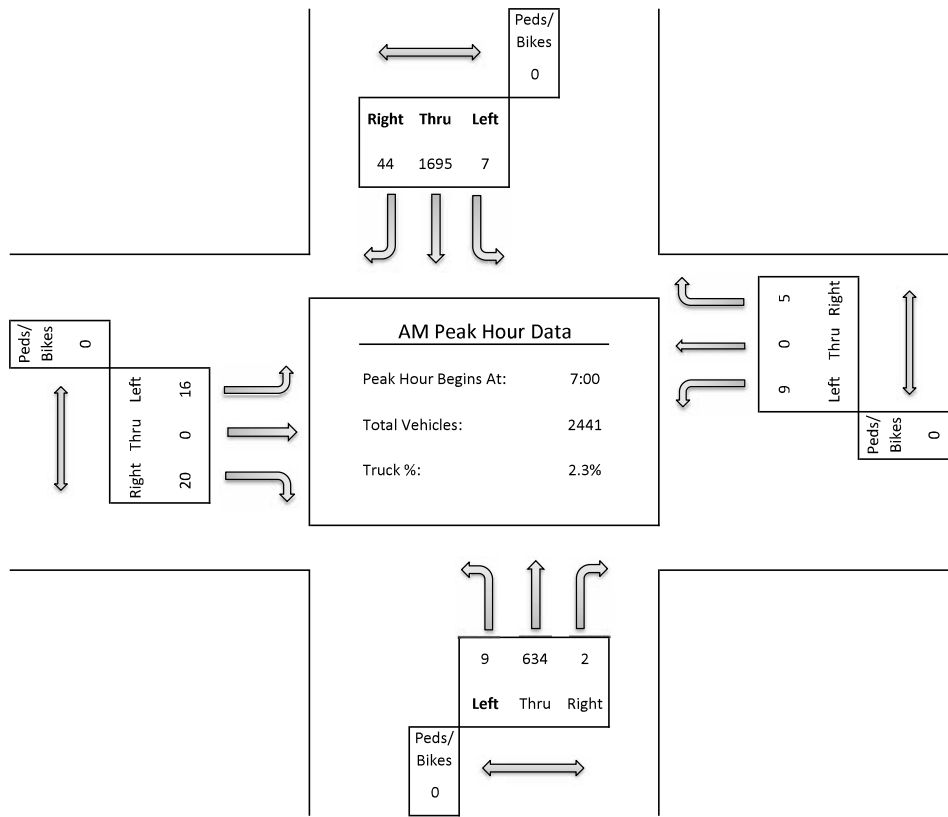 Peds/
Bikes
0
Right Thru Left
44 1695 7
5 Right
0 Thru
9 Left
Peds/
Bikes
0
Peds/
Bikes
0
Left 16
Thru 0
Right 20
AM Peak Hour Data
Peak Hour Begins At: 7:00
Total Vehicles: 2441
Truck %: 2.3%
9 634 2
Left Thru Right
Peds/
Bikes
0